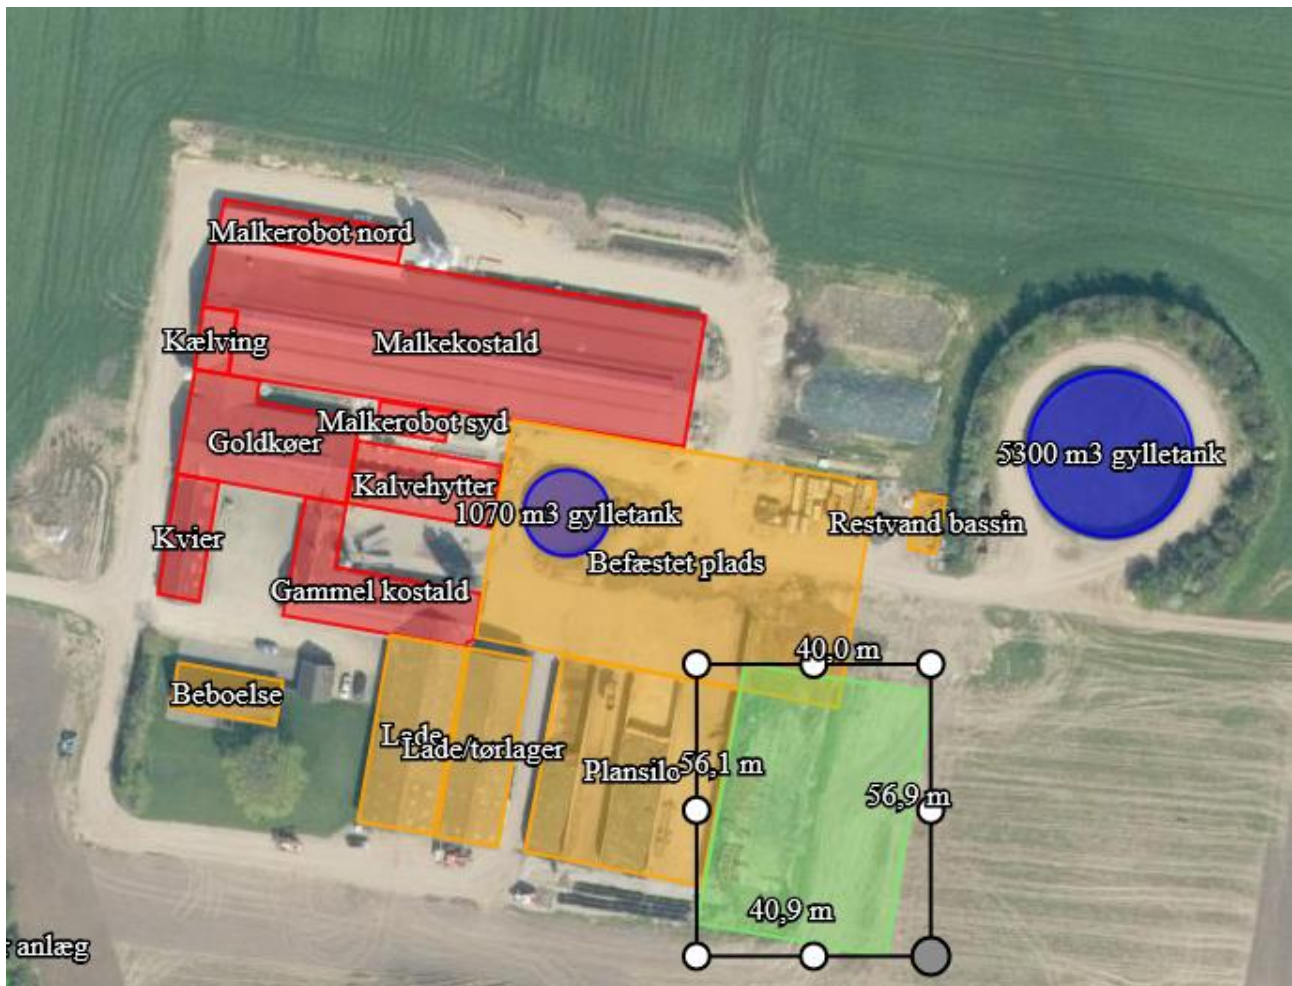 Malkerobot nord
Kælving
Malkekostald
Malkerobot syd
Goldkøer
Kalvehytter
5300 m3 gylletank
1070 m3 gylletank
Restvand bassin
Kvier
Befæstet plads
Gammel kostald
40,0 m
Beboelse
Lade
Lade/tørlager
Plansilo
56,1 m
56,9 m
40,9 m
anlæg